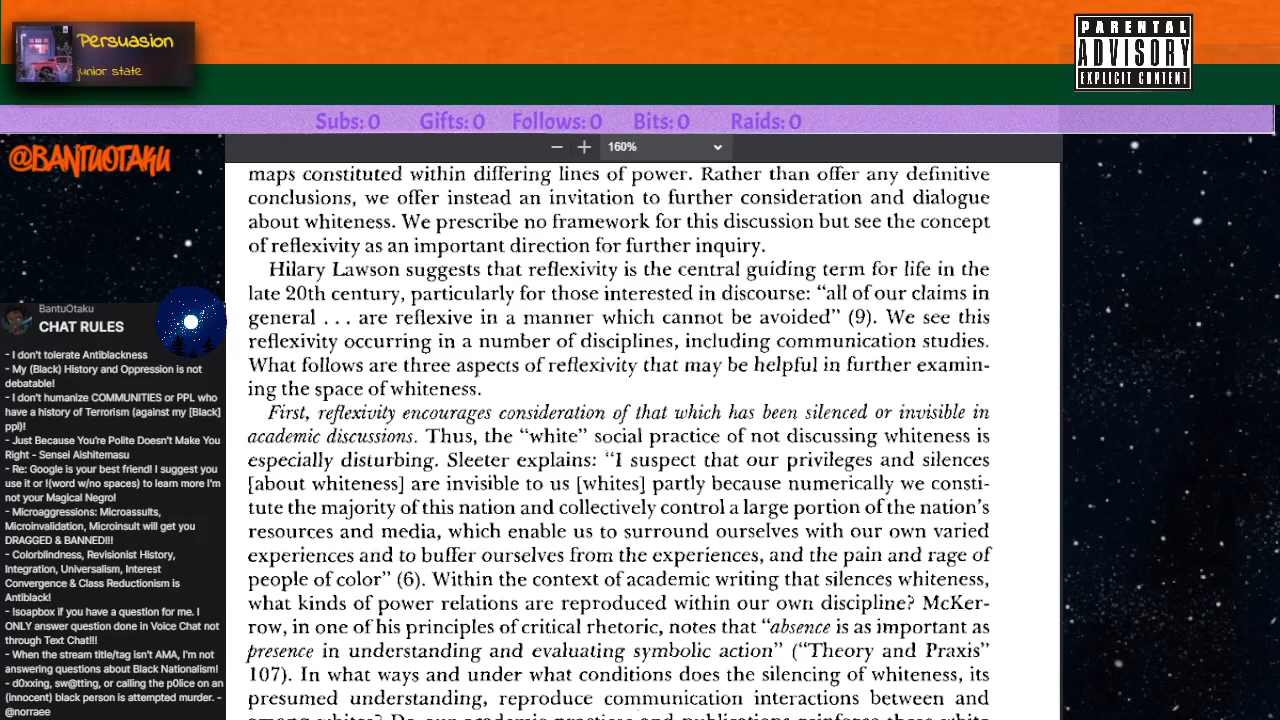 Persuasion
junior state
PARENTAL
ADVISORY
EXPLICIT CONTENT
Subs: 0 Gifts: 0 Follows: 0 Bits: 0 Raids: 0
@BANTUOTAKU
160%
BantuOtaku
CHAT RULES
- I don't tolerate Antiblackness
- My (Black) History and Oppression is not
debatable!
- I don't humanize COMMUNITIES or PPL who
have a history of Terrorism (against my [Black]
ppl)!
- Just Because You're Polite Doesn't Make You
Right - Sensei Aishitemasu
- Re: Google is your best friend! I suggest you
use it or !(word w/no spaces) to learn more I'm
not your Magical Negro!
- Microaggressions: Microassults,
Microinvalidation, Microinsult will get you
DRAGGED & BANNED!!!
- Colorblindness, Revisionist History,
Integration, Universalism, Interest
Convergence & Class Reductionism is
Antiblack!
- !soapbox if you have a question for me. I
ONLY answer question done in Voice Chat not
through Text Chat!!!
- When the stream title/tag isn't AMA, I'm not
answering questions about Black Nationalism!
- d0xxing, sw@tting, or calling the p0lice on an
(innocent) black person is attempted murder. -
@norraee
maps constituted within differing lines of power. Rather than offer any definitive
conclusions, we offer instead an invitation to further consideration and dialogue
about whiteness. We prescribe no framework for this discussion but see the concept
of reflexivity as an important direction for further inquiry.
Hilary Lawson suggests that reflexivity is the central guiding term for life in the
late 20th century, particularly for those interested in discourse: "all of our claims in
general . . . are reflexive in a manner which cannot be avoided" (9). We see this
reflexivity occurring in a number of disciplines, including communication studies.
What follows are three aspects of reflexivity that may be helpful in further examin-
ing the space of whiteness.
First, reflexivity encourages consideration of that which has been silenced or invisible in
academic discussions. Thus, the "white" social practice of not discussing whiteness is
especially disturbing. Sleeter explains: "I suspect that our privileges and silences
[about whiteness] are invisible to us [whites] partly because numerically we consti-
tute the majority of this nation and collectively control a large portion of the nation's
resources and media, which enable us to surround ourselves with our own varied
experiences and to buffer ourselves from the experiences, and the pain and rage of
people of color" (6). Within the context of academic writing that silences whiteness,
what kinds of power relations are reproduced within our own discipline? McKer-
row, in one of his principles of critical rhetoric, notes that "absence is as important as
presence in understanding and evaluating symbolic action" ("Theory and Praxis"
107). In what ways and under what conditions does the silencing of whiteness, its
presumed understanding, reproduce communication interactions between and